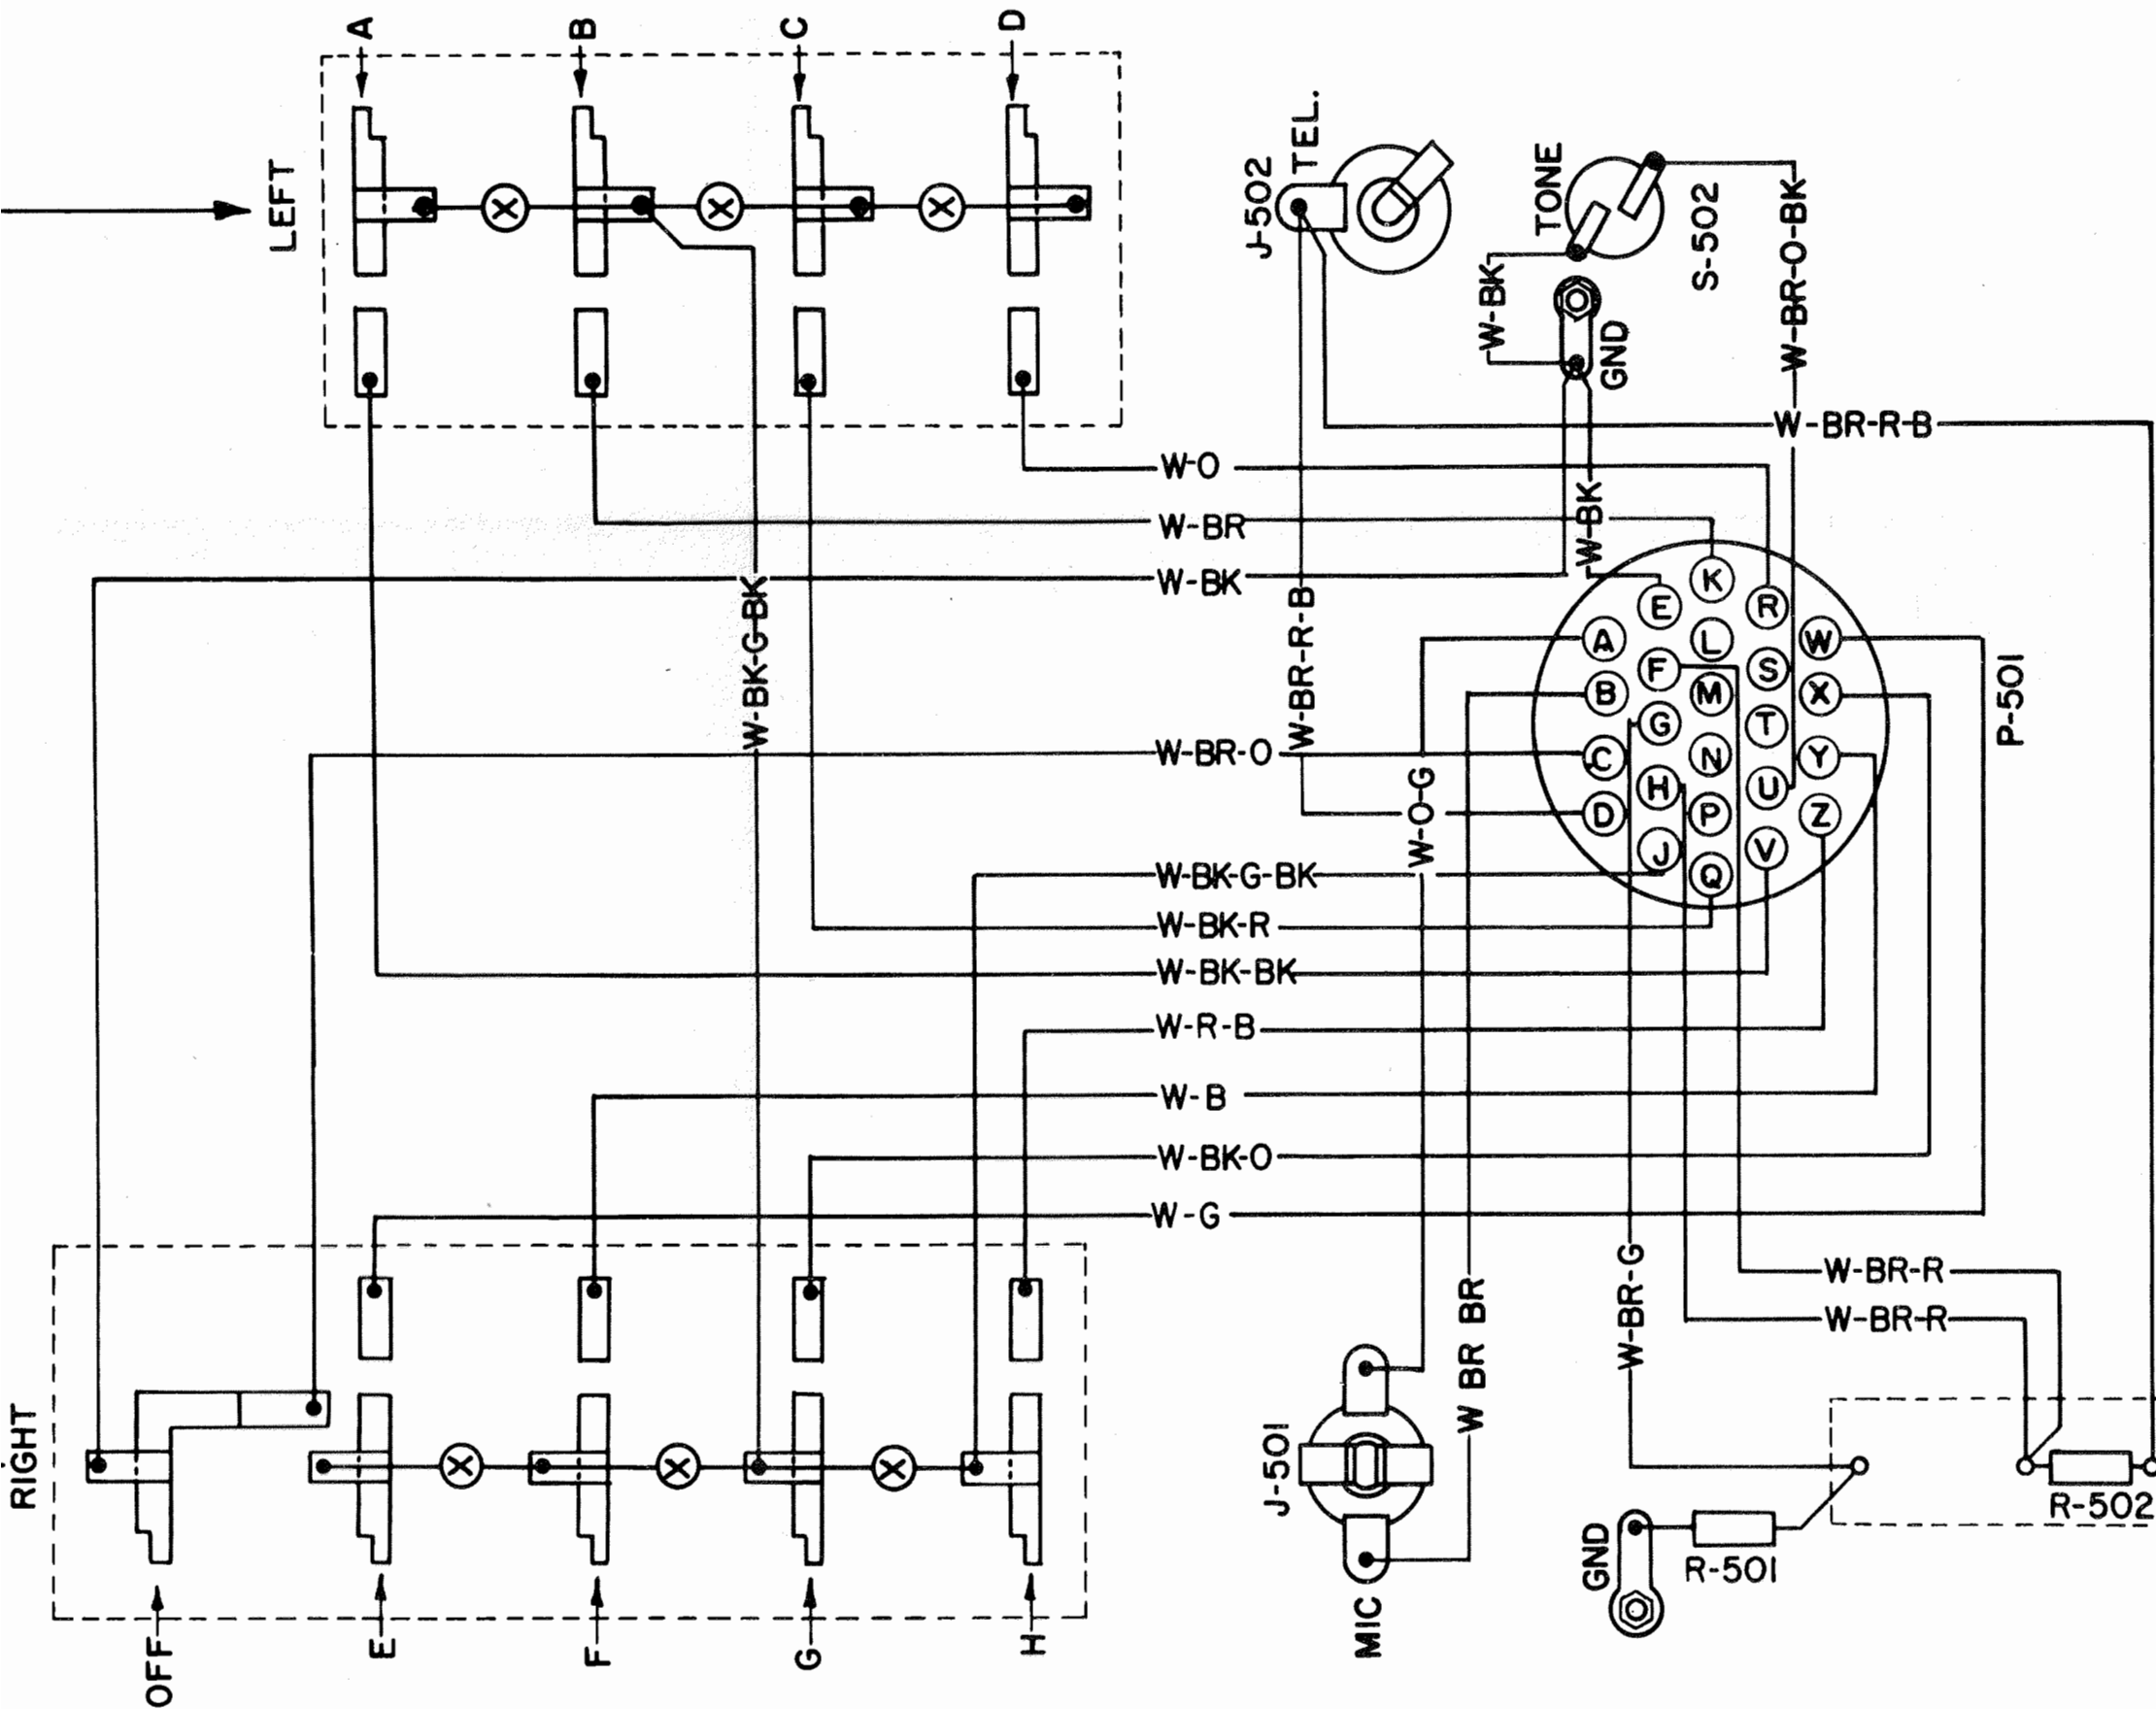 A
B
C
D
LEFT
J-502
TEL.
TONE
S-502
W-BK
GND
W-BR-O-BK
W-BR-R-B
W-O
W-BR
W-BK
W-BK
W-BK-G-BK
W-BR-R-B
W-BR-O
W-O-G
K
E
R
A
L
W
F
S
B
M
X
G
T
C
N
Y
H
U
D
P
Z
J
V
Q
P-501
W-BK-G-BK
W-BK-R
W-BK-BK
W-R-B
W-B
W-BK-O
W-G
W-BR-G
W BR BR
W-BR-R
W-BR-R
RIGHT
J-501
MIC
GND
R-501
R-502
OFF
E
F
G
H